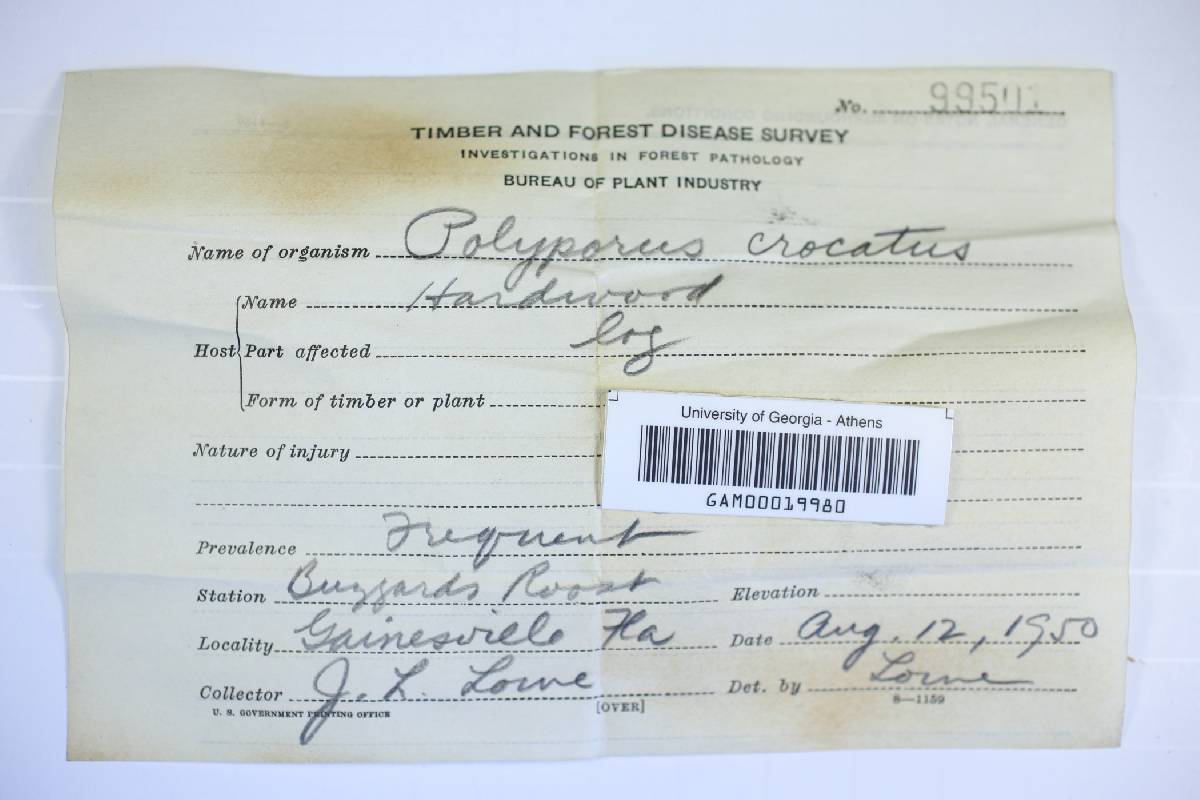 No. 99501
TIMBER AND FOREST DISEASE SURVEY
INVESTIGATIONS IN FOREST PATHOLOGY
BUREAU OF PLANT INDUSTRY
Name of organism Polyporus crocatus
Host Name Hardwood
Part affected log
Form of timber or plant
University of Georgia - Athens
GAM00019980
Nature of injury
Prevalence Frequent
Station Buzzards Roost Elevation
Locality Gainesville Fla Date Aug. 12, 1950
Collector J. L. Lowe Det. by Lowe
U. S. GOVERNMENT PRINTING OFFICE [OVER] 8—1159